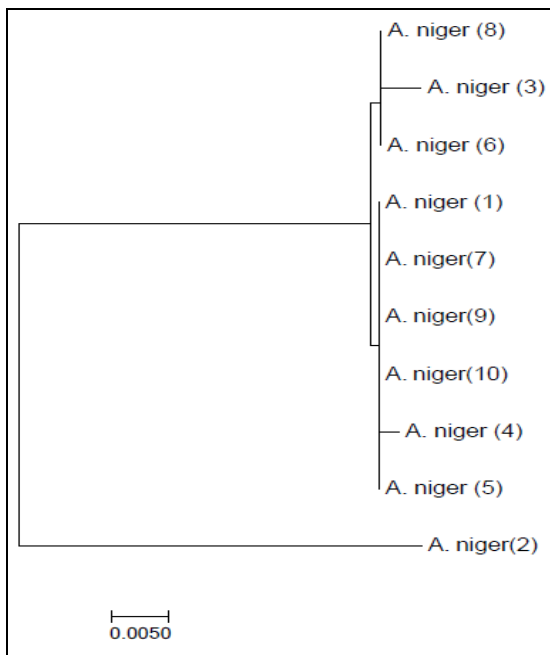 A. niger (8)
A. niger (3)
A. niger (6)
A. niger (1)
A. niger(7)
A. niger(9)
A. niger(10)
A. niger (4)
A. niger (5)
A. niger(2)
0.0050